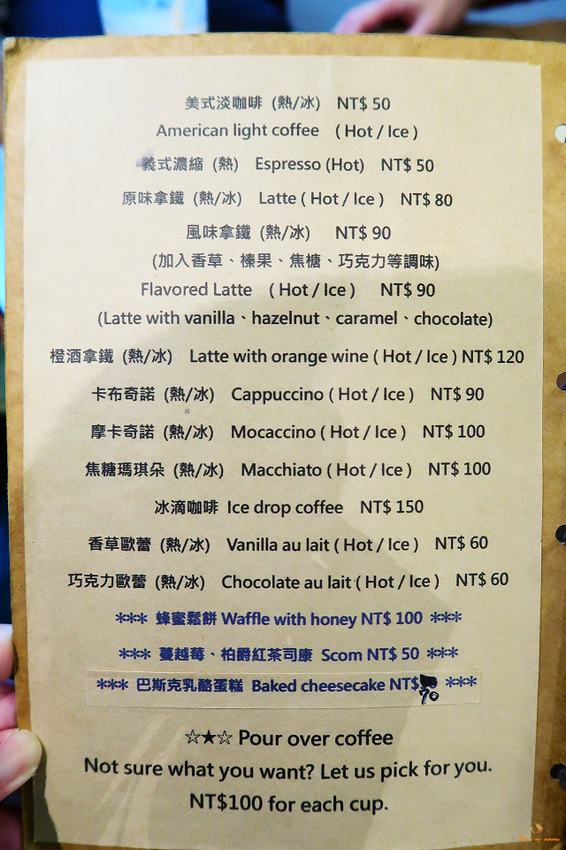 美式淡咖啡 (熱/冰) NT$ 50
American light coffee ( Hot / Ice )
義式濃縮 (熱) Espresso (Hot) NT$ 50
原味拿鐵 (熱/冰) Latte ( Hot / Ice ) NT$ 80
風味拿鐵 (熱/冰) NT$ 90
(加入香草、榛果、焦糖、巧克力等調味)
Flavored Latte ( Hot / Ice ) NT$ 90
(Latte with vanilla、hazelnut、caramel、chocolate)
橙酒拿鐵 (熱/冰) Latte with orange wine ( Hot / Ice ) NT$ 120
卡布奇諾 (熱/冰) Cappuccino ( Hot / Ice ) NT$ 90
摩卡奇諾 (熱/冰) Mocaccino ( Hot / Ice ) NT$ 100
焦糖瑪琪朵 (熱/冰) Macchiato ( Hot / Ice ) NT$ 100
冰滴咖啡 Ice drop coffee NT$ 150
香草歐蕾 (熱/冰) Vanilla au lait ( Hot / Ice ) NT$ 60
巧克力歐蕾 (熱/冰) Chocolate au lait ( Hot / Ice ) NT$ 60
*** 蜂蜜鬆餅 Waffle with honey NT$ 100 ***
*** 蔓越莓、柏爵紅茶司康 Scom NT$ 50 ***
*** 巴斯克乳酪蛋糕 Baked cheesecake NT$ 70 ***
☆★☆ Pour over coffee
Not sure what you want? Let us pick for you.
NT$100 for each cup.